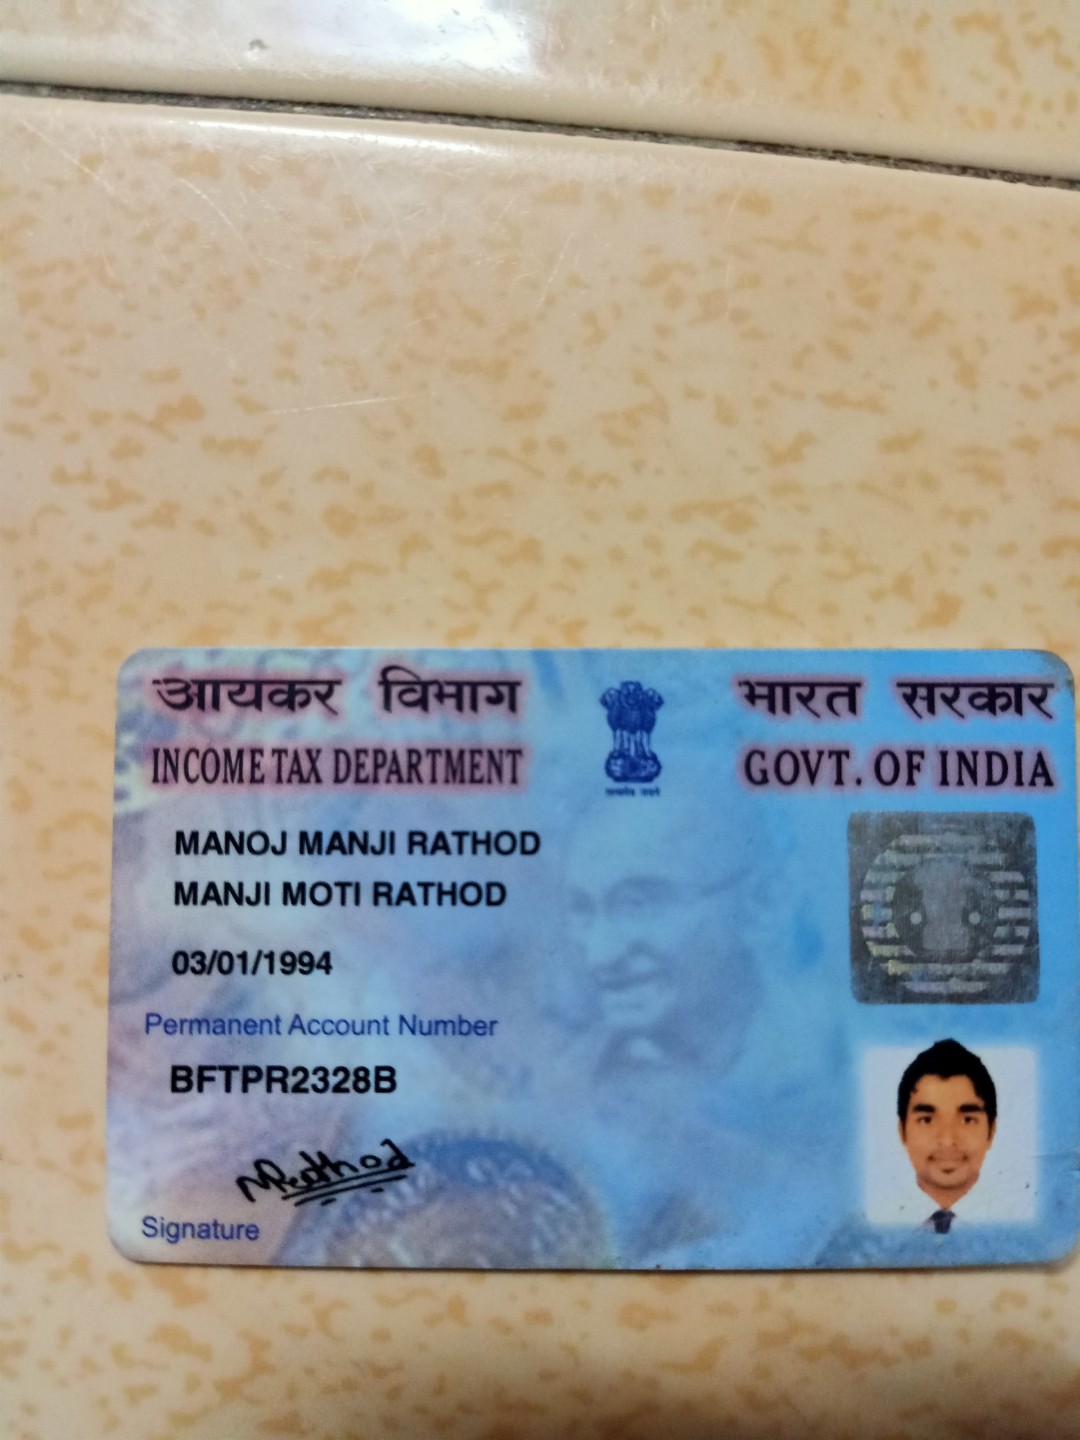 आयकर विभाग
INCOME TAX DEPARTMENT
भारत सरकार
GOVT. OF INDIA
MANOJ MANJI RATHOD
MANJI MOTI RATHOD
03/01/1994
Permanent Account Number
BFTPR2328B
MRathod
Signature